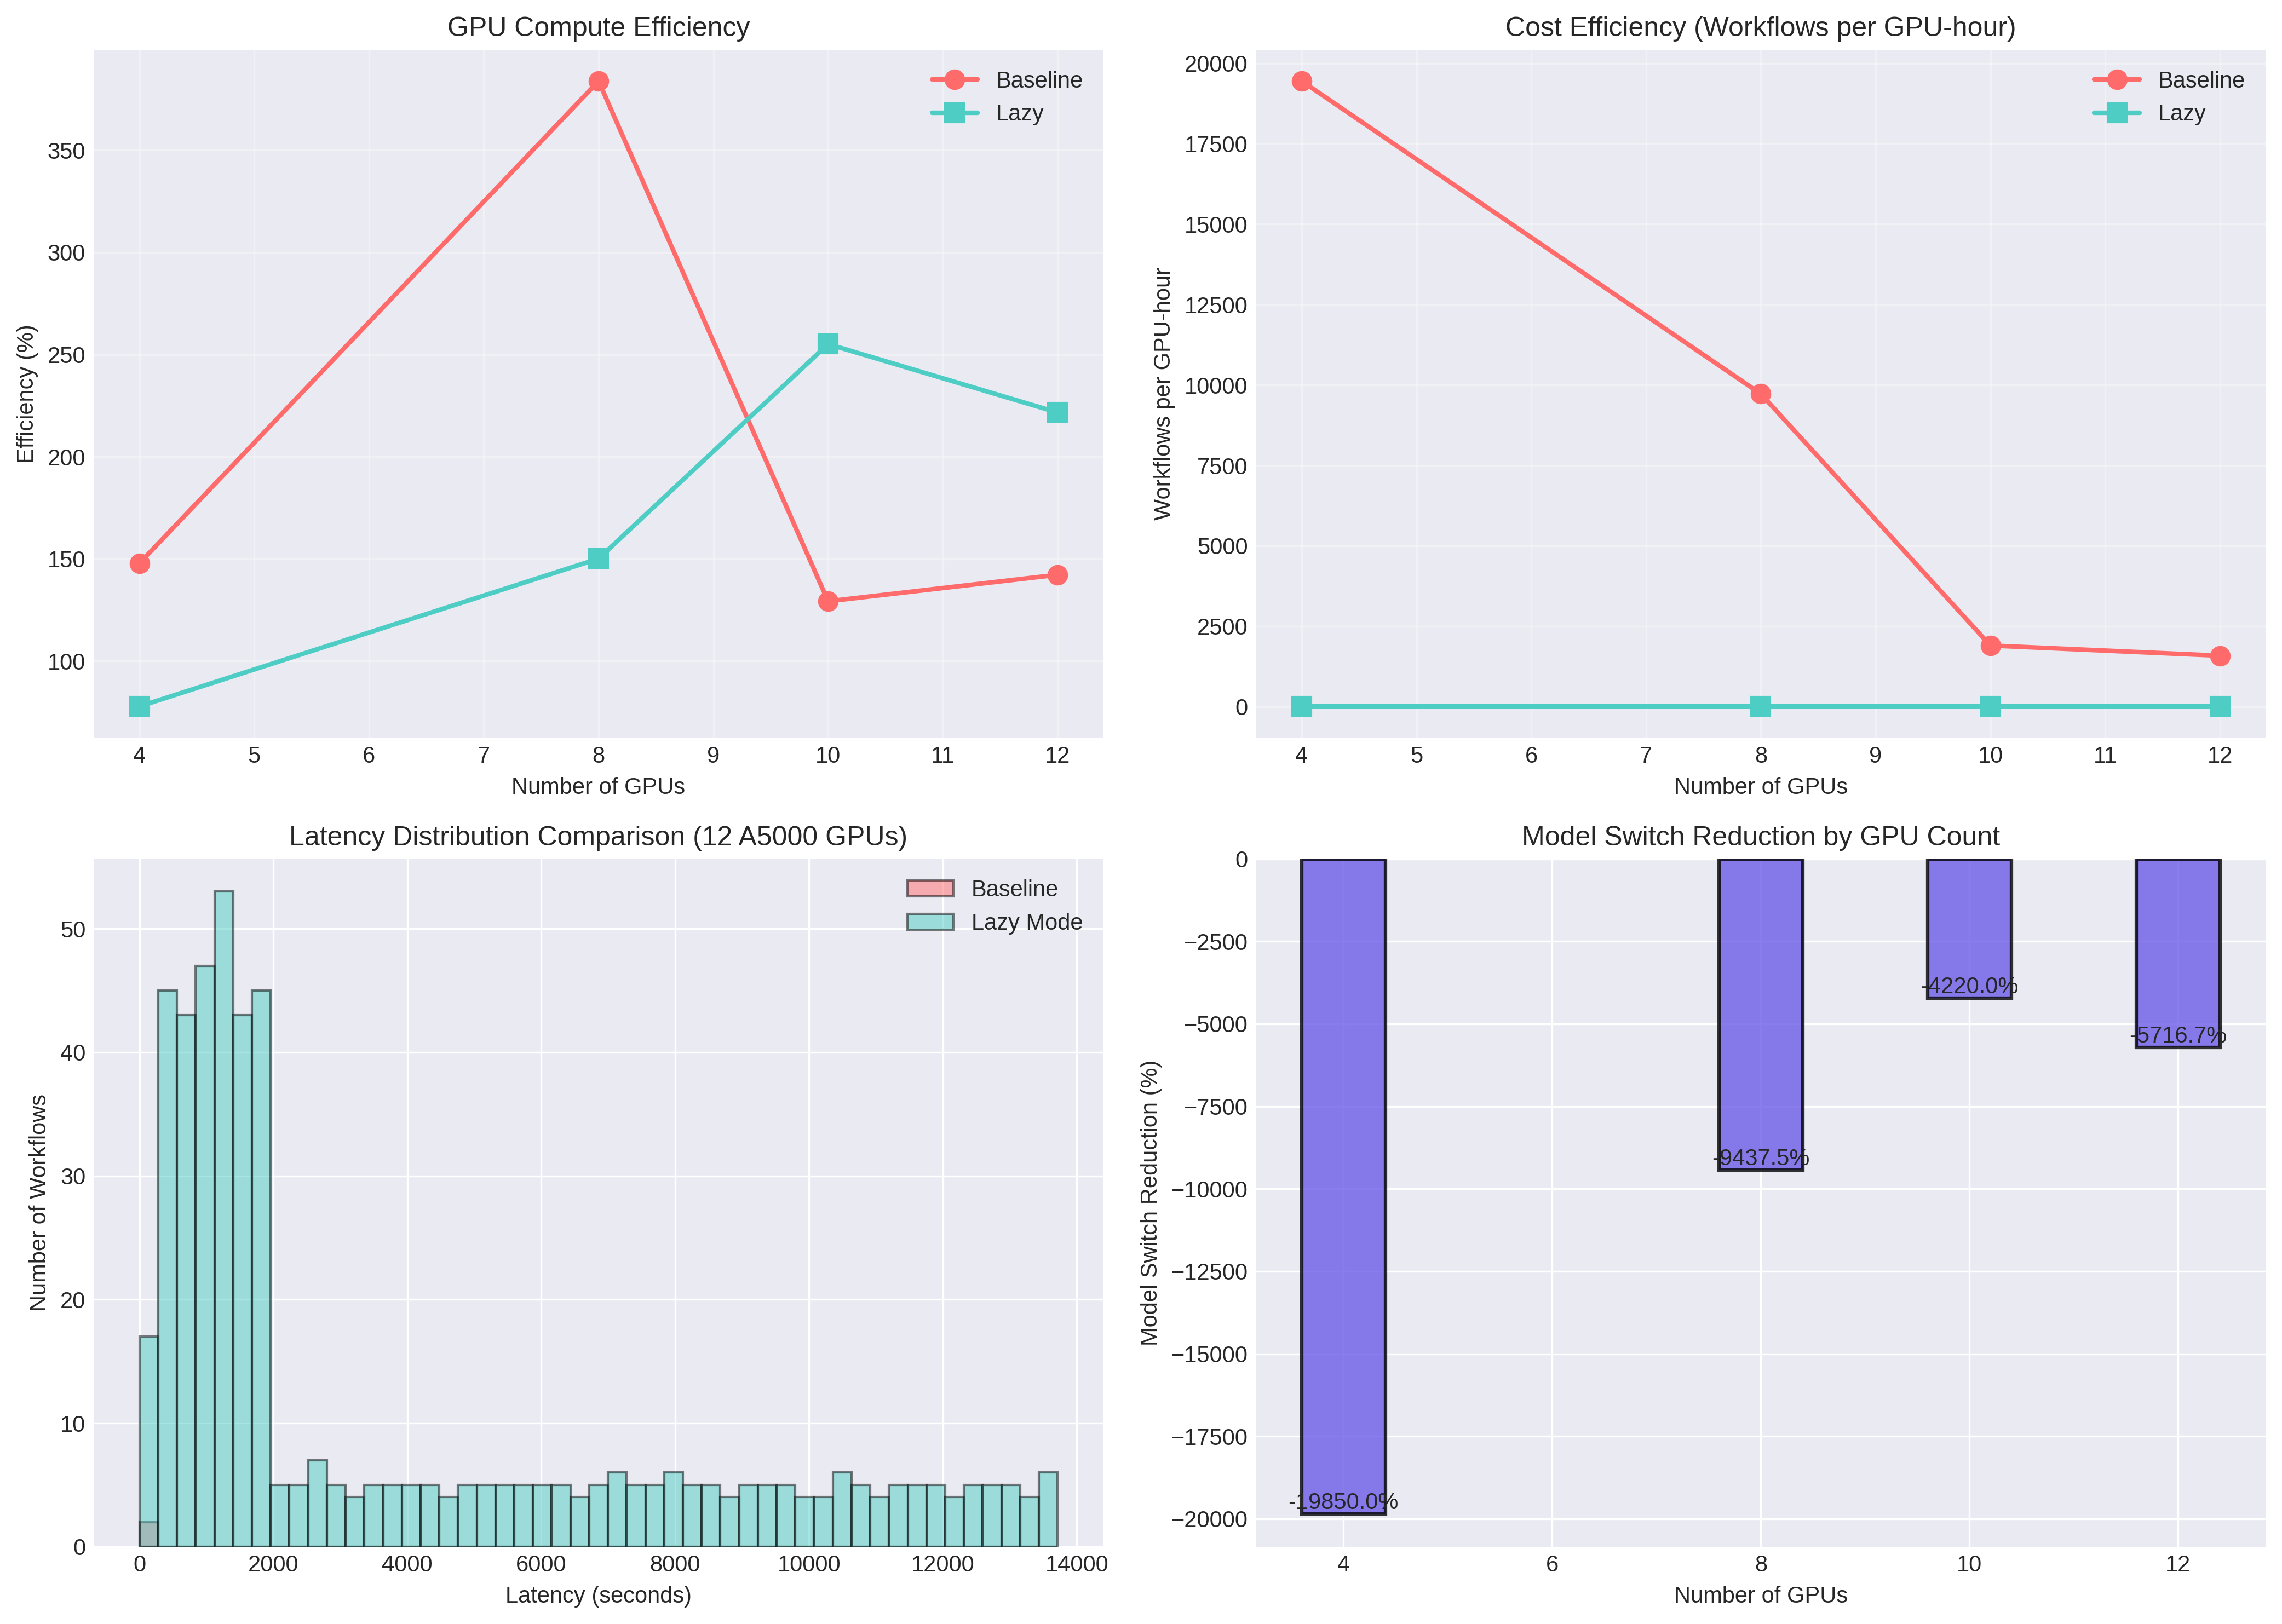 GPU Compute Efficiency
Efficiency (%)
350
300
250
200
150
100
Baseline
Lazy
4 5 6 7 8 9 10 11 12
Number of GPUs
Cost Efficiency (Workflows per GPU-hour)
Workflows per GPU-hour
20000
17500
15000
12500
10000
7500
5000
2500
0
Baseline
Lazy
4 5 6 7 8 9 10 11 12
Number of GPUs
Latency Distribution Comparison (12 A5000 GPUs)
Number of Workflows
50
40
30
20
10
0
Baseline
Lazy Mode
0 2000 4000 6000 8000 10000 12000 14000
Latency (seconds)
Model Switch Reduction by GPU Count
Model Switch Reduction (%)
0
−2500
−5000
−7500
−10000
−12500
−15000
−17500
−20000
-4220.0%
-5716.7%
-9437.5%
-19850.0%
4 6 8 10 12
Number of GPUs